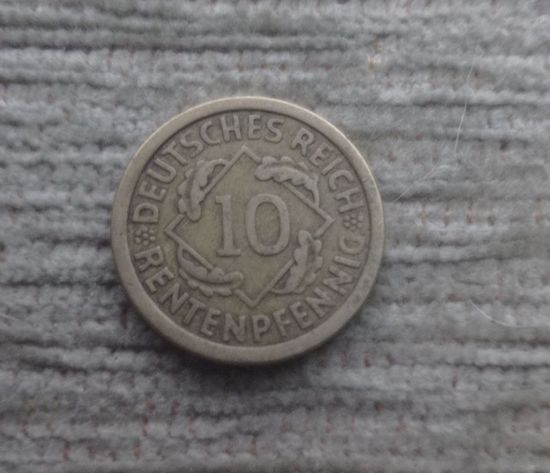 DEUTSCHES REICH
10
RENTENPFENNIG